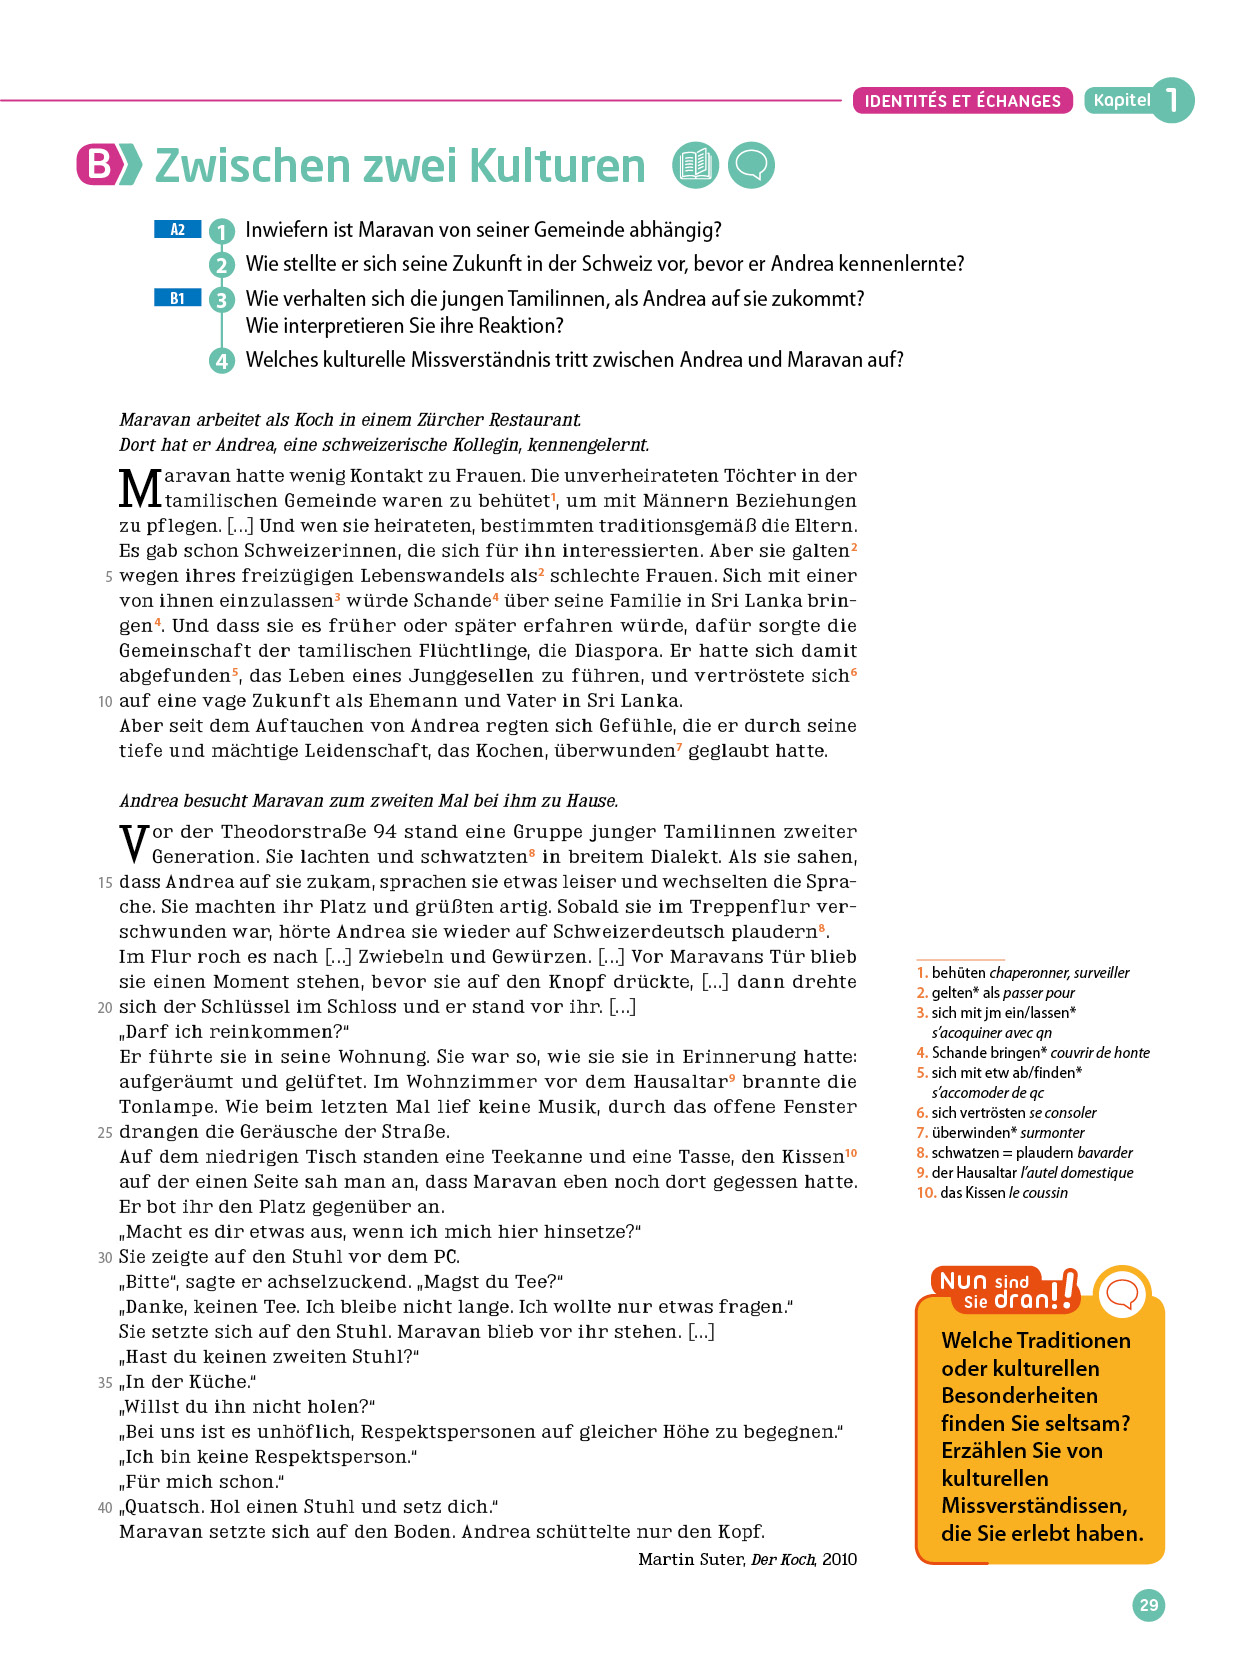 IDENTITÉS ET ÉCHANGES Kapitel 1
B Zwischen zwei Kulturen
A2 1 Inwiefern ist Maravan von seiner Gemeinde abhängig?
2 Wie stellte er sich seine Zukunft in der Schweiz vor, bevor er Andrea kennenlernte?
B1 3 Wie verhalten sich die jungen Tamilinnen, als Andrea auf sie zukommt?
Wie interpretieren Sie ihre Reaktion?
4 Welches kulturelle Missverständnis tritt zwischen Andrea und Maravan auf?
Maravan arbeitet als Koch in einem Zürcher Restaurant.
Dort hat er Andrea, eine schweizerische Kollegin, kennengelernt.
Maravan hatte wenig Kontakt zu Frauen. Die unverheirateten Töchter in der
tamilischen Gemeinde waren zu behütet1, um mit Männern Beziehungen
zu pflegen. [...] Und wen sie heirateten, bestimmten traditionsgemäß die Eltern.
Es gab schon Schweizerinnen, die sich für ihn interessierten. Aber sie galten2
5 wegen ihres freizügigen Lebenswandels als2 schlechte Frauen. Sich mit einer
von ihnen einzulassen3 würde Schande4 über seine Familie in Sri Lanka brin-
gen4. Und dass sie es früher oder später erfahren würde, dafür sorgte die
Gemeinschaft der tamilischen Flüchtlinge, die Diaspora. Er hatte sich damit
abgefunden5, das Leben eines Junggesellen zu führen, und vertröstete sich6
10 auf eine vage Zukunft als Ehemann und Vater in Sri Lanka.
Aber seit dem Auftauchen von Andrea regten sich Gefühle, die er durch seine
tiefe und mächtige Leidenschaft, das Kochen, überwunden7 geglaubt hatte.
Andrea besucht Maravan zum zweiten Mal bei ihm zu Hause.
Vor der Theodorstraße 94 stand eine Gruppe junger Tamilinnen zweiter
Generation. Sie lachten und schwatzten8 in breitem Dialekt. Als sie sahen,
15 dass Andrea auf sie zukam, sprachen sie etwas leiser und wechselten die Spra-
che. Sie machten ihr Platz und grüßten artig. Sobald sie im Treppenflur ver-
schwunden war, hörte Andrea sie wieder auf Schweizerdeutsch plaudern8.
Im Flur roch es nach [...] Zwiebeln und Gewürzen. [...] Vor Maravans Tür blieb
sie einen Moment stehen, bevor sie auf den Knopf drückte, [...] dann drehte
20 sich der Schlüssel im Schloss und er stand vor ihr. [...]
„Darf ich reinkommen?“
Er führte sie in seine Wohnung. Sie war so, wie sie sie in Erinnerung hatte:
aufgeräumt und gelüftet. Im Wohnzimmer vor dem Hausaltar9 brannte die
Tonlampe. Wie beim letzten Mal lief keine Musik, durch das offene Fenster
25 drangen die Geräusche der Straße.
Auf dem niedrigen Tisch standen eine Teekanne und eine Tasse, den Kissen10
auf der einen Seite sah man an, dass Maravan eben noch dort gegessen hatte.
Er bot ihr den Platz gegenüber an.
„Macht es dir etwas aus, wenn ich mich hier hinsetze?“
30 Sie zeigte auf den Stuhl vor dem PC.
„Bitte“, sagte er achselzuckend. „Magst du Tee?“
„Danke, keinen Tee. Ich bleibe nicht lange. Ich wollte nur etwas fragen.“
Sie setzte sich auf den Stuhl. Maravan blieb vor ihr stehen. [...]
„Hast du keinen zweiten Stuhl?“
35 „In der Küche.“
„Willst du ihn nicht holen?“
„Bei uns ist es unhöflich, Respektspersonen auf gleicher Höhe zu begegnen.“
„Ich bin keine Respektsperson.“
„Für mich schon.“
40 „Quatsch. Hol einen Stuhl und setz dich.“
Maravan setzte sich auf den Boden. Andrea schüttelte nur den Kopf.
Martin Suter, Der Koch, 2010
1. behüten chaperonner, surveiller
2. gelten* als passer pour
3. sich mit jm ein/lassen*
s’acoquiner avec qn
4. Schande bringen* couvrir de honte
5. sich mit etw ab/finden*
s’accomoder de qc
6. sich vertrösten se consoler
7. überwinden* surmonter
8. schwatzen = plaudern bavarder
9. der Hausaltar l’autel domestique
10. das Kissen le coussin
Nun sind
Sie dran!!
Welche Traditionen
oder kulturellen
Besonderheiten
finden Sie seltsam?
Erzählen Sie von
kulturellen
Missverständissen,
die Sie erlebt haben.
29